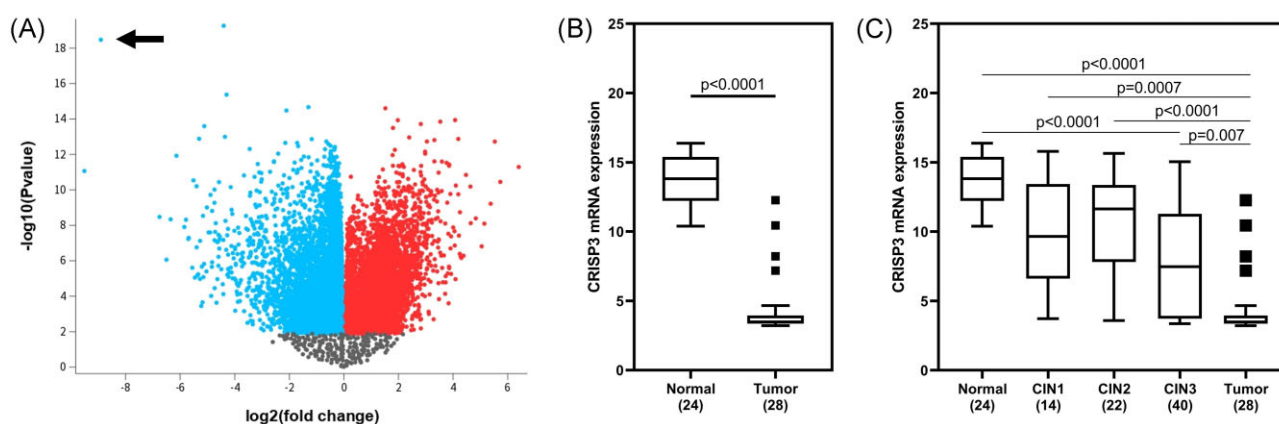 (A)
-log10(Pvalue)
18
16
14
12
10
8
6
4
2
0
-8
-6
-4
-2
0
2
4
6
log2(fold change)
(B)
CRISP3 mRNA expression
25
20
15
10
5
0
p<0.0001
Normal
(24)
Tumor
(28)
(C)
CRISP3 mRNA expression
25
20
15
10
5
0
p<0.0001
p=0.0007
p<0.0001
p<0.0001
p=0.007
Normal
(24)
CIN1
(14)
CIN2
(22)
CIN3
(40)
Tumor
(28)